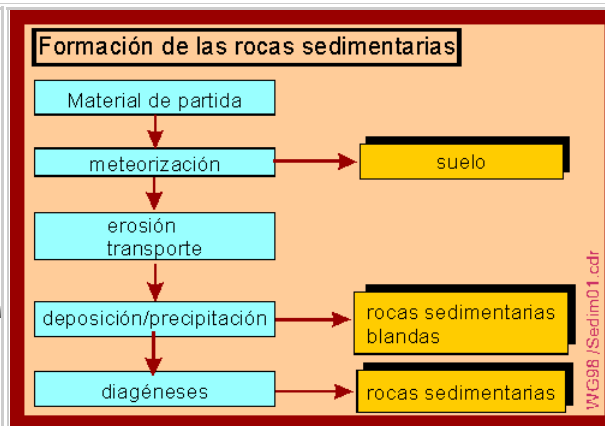 Formación de las rocas sedimentarias
Material de partida
meteorización
suelo
erosión
transporte
deposición/precipitación
rocas sedimentarias
blandas
diagéneses
rocas sedimentarias
WG98 /Sedim01.cdr